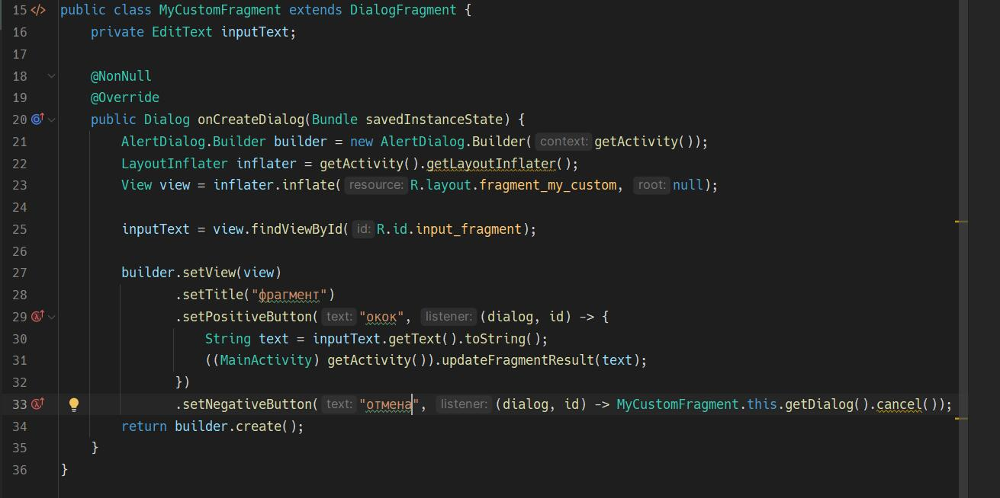 15 public class MyCustomFragment extends DialogFragment {
16 private EditText inputText;
17
18 @NonNull
19 @Override
20 public Dialog onCreateDialog(Bundle savedInstanceState) {
21 AlertDialog.Builder builder = new AlertDialog.Builder( context: getActivity());
22 LayoutInflater inflater = getActivity().getLayoutInflater();
23 View view = inflater.inflate( resource: R.layout.fragment_my_custom, root: null);
24
25 inputText = view.findViewById( id: R.id.input_fragment);
26
27 builder.setView(view)
28 .setTitle("фрагмент")
29 .setPositiveButton( text: "окок", listener: (dialog, id) -> {
30 String text = inputText.getText().toString();
31 ((MainActivity) getActivity()).updateFragmentResult(text);
32 })
33 .setNegativeButton( text: "отмена", listener: (dialog, id) -> MyCustomFragment.this.getDialog().cancel());
34 return builder.create();
35 }
36 }